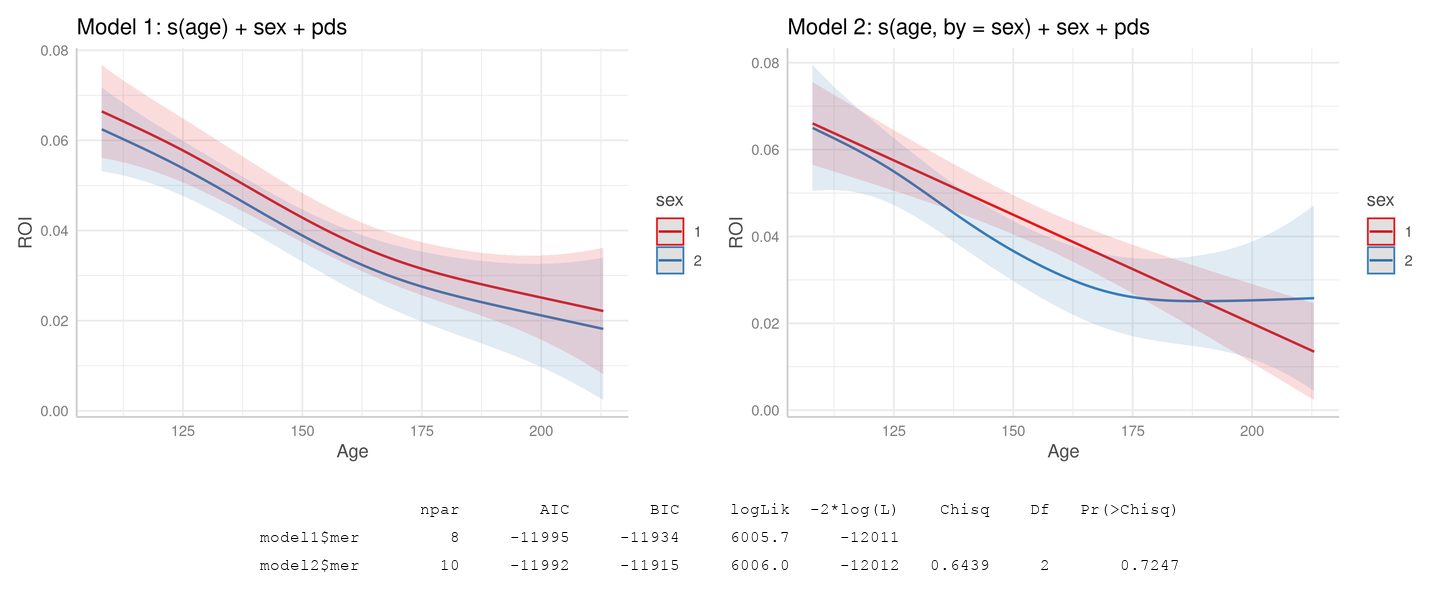 Model 1: s(age) + sex + pds
0.08
0.06
0.04
0.02
0.00
ROI
125 150 175 200
Age
sex
1
2
Model 2: s(age, by = sex) + sex + pds
0.08
0.06
0.04
0.02
0.00
ROI
125 150 175 200
Age
sex
1
2
npar AIC BIC logLik -2*log(L) Chisq Df Pr(>Chisq)
model1$mer 8 -11995 -11934 6005.7 -12011
model2$mer 10 -11992 -11915 6006.0 -12012 0.6439 2 0.7247